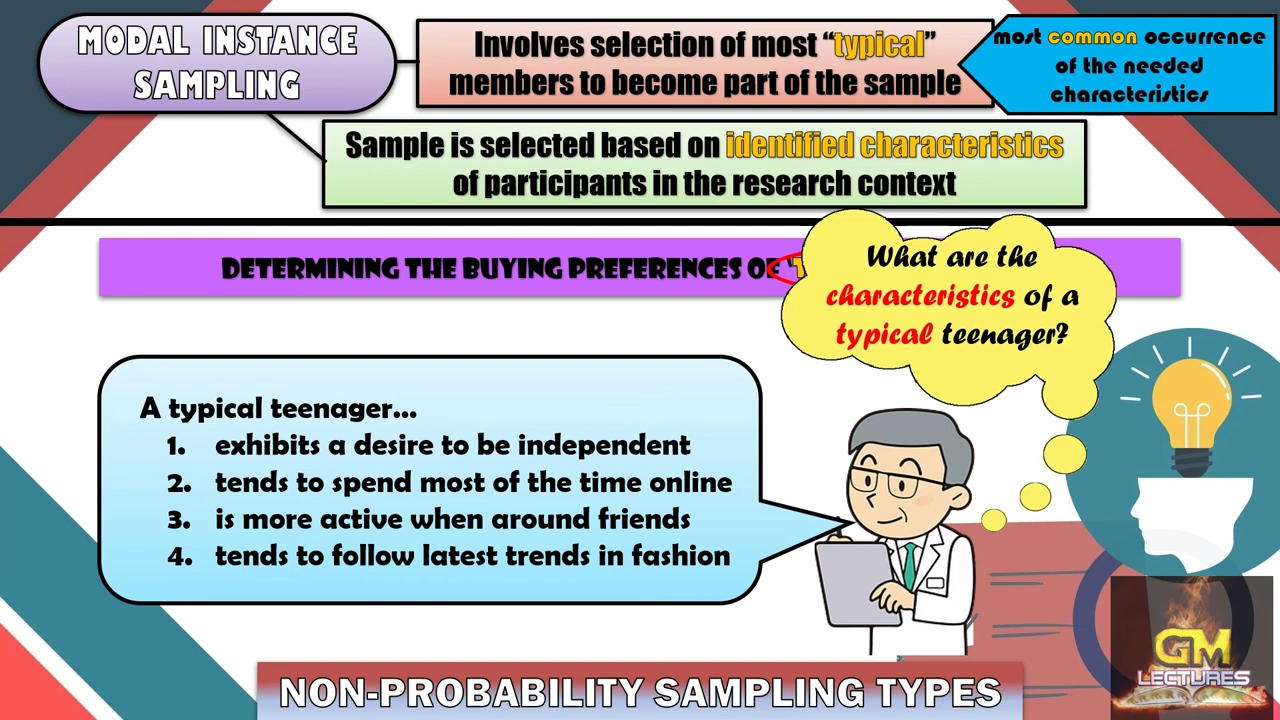 MODAL INSTANCE
SAMPLING
Involves selection of most “typical”
members to become part of the sample
most common occurrence
of the needed
characteristics
Sample is selected based on identified characteristics
of participants in the research context
DETERMINING THE BUYING PREFERENCES OF
What are the
characteristics of a
typical teenager?
A typical teenager...
1. exhibits a desire to be independent
2. tends to spend most of the time online
3. is more active when around friends
4. tends to follow latest trends in fashion
GM
LECTURES
NON-PROBABILITY SAMPLING TYPES